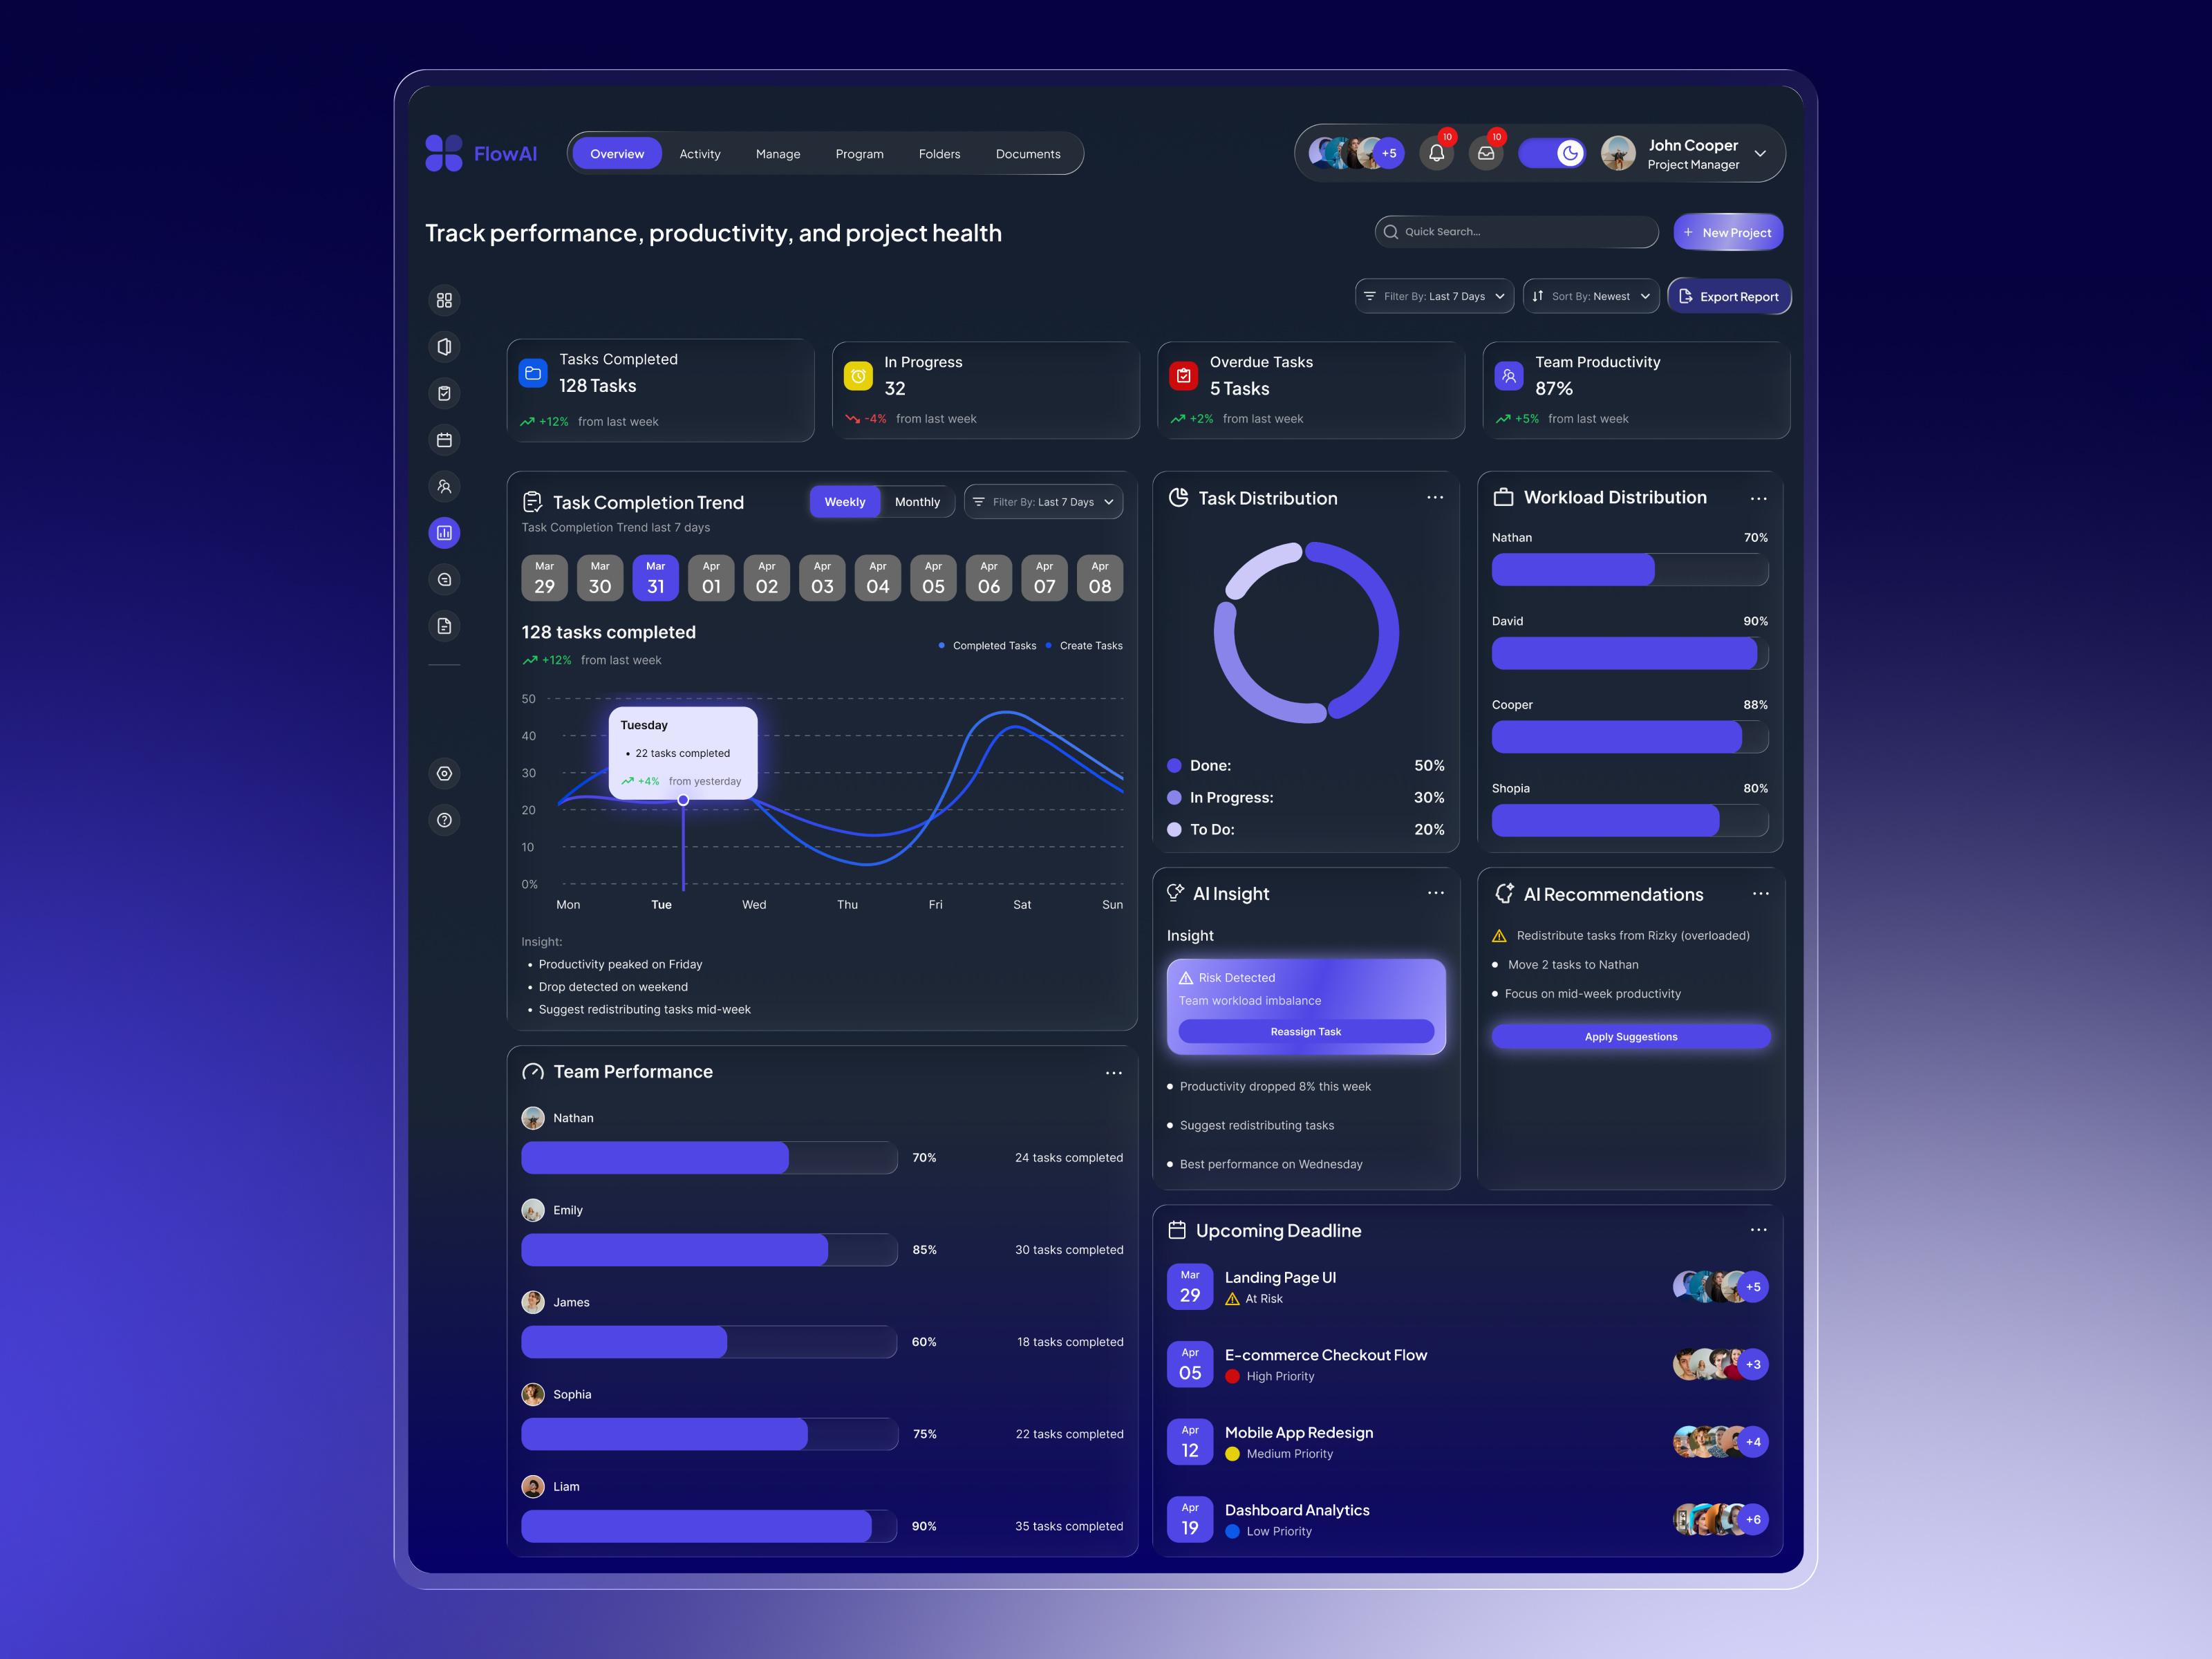 FlowAI
Overview Activity Manage Program Folders Documents
+5
10
10
John Cooper
Project Manager
Track performance, productivity, and project health
Quick Search...
+ New Project
Filter By: Last 7 Days
Sort By: Newest
Export Report
Tasks Completed
128 Tasks
+12% from last week
In Progress
32
-4% from last week
Overdue Tasks
5 Tasks
+2% from last week
Team Productivity
87%
+5% from last week
Task Completion Trend
Weekly Monthly
Filter By: Last 7 Days
Task Completion Trend last 7 days
Mar 29
Mar 30
Mar 31
Apr 01
Apr 02
Apr 03
Apr 04
Apr 05
Apr 06
Apr 07
Apr 08
128 tasks completed
+12% from last week
Completed Tasks Create Tasks
50
40
30
20
10
0%
Tuesday
• 22 tasks completed
+4% from yesterday
Mon Tue Wed Thu Fri Sat Sun
Insight:
• Productivity peaked on Friday
• Drop detected on weekend
• Suggest redistributing tasks mid-week
Task Distribution
Done: 50%
In Progress: 30%
To Do: 20%
Workload Distribution
Nathan 70%
David 90%
Cooper 88%
Shopia 80%
AI Insight
Insight
Risk Detected
Team workload imbalance
Reassign Task
• Productivity dropped 8% this week
• Suggest redistributing tasks
• Best performance on Wednesday
AI Recommendations
Redistribute tasks from Rizky (overloaded)
• Move 2 tasks to Nathan
• Focus on mid-week productivity
Apply Suggestions
Team Performance
Nathan
70% 24 tasks completed
Emily
85% 30 tasks completed
James
60% 18 tasks completed
Sophia
75% 22 tasks completed
Liam
90% 35 tasks completed
Upcoming Deadline
Mar 29
Landing Page UI
At Risk
+5
Apr 05
E-commerce Checkout Flow
High Priority
+3
Apr 12
Mobile App Redesign
Medium Priority
+4
Apr 19
Dashboard Analytics
Low Priority
+6